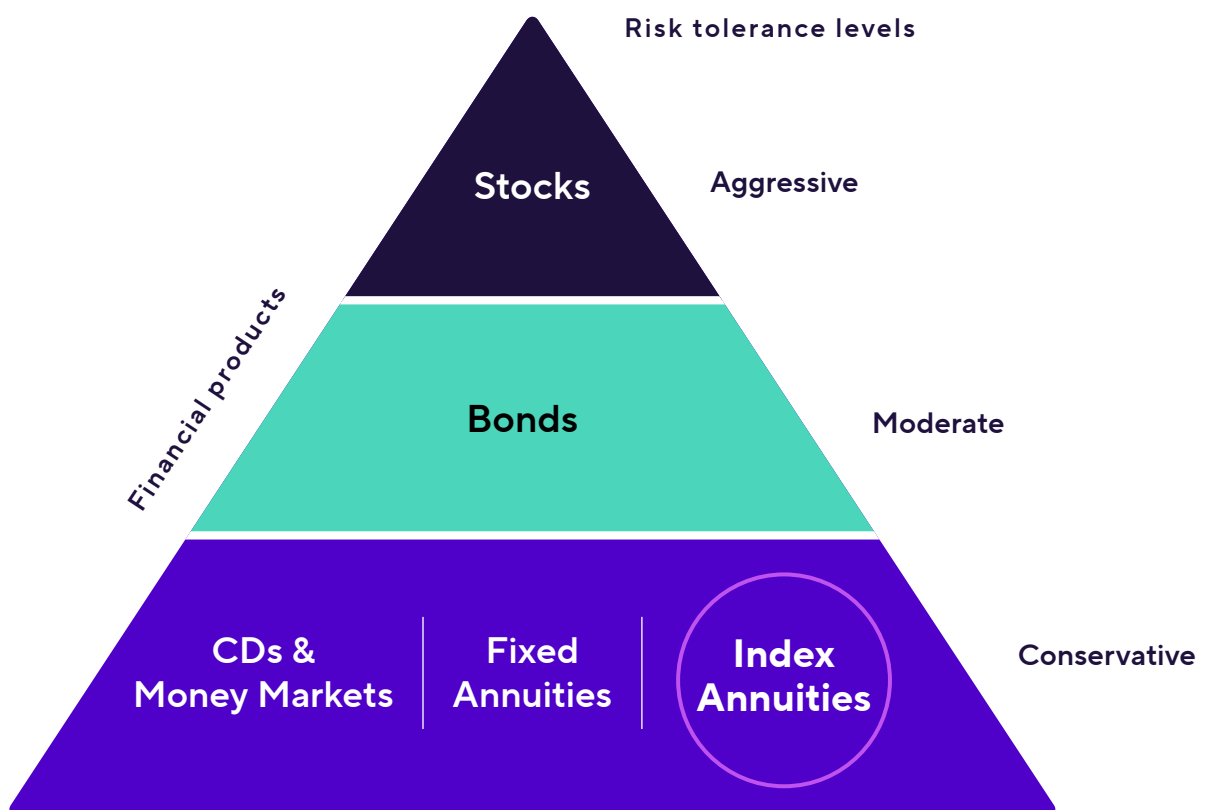 Risk tolerance levels
Stocks
Aggressive
Financial products
Bonds
Moderate
CDs &
Money Markets
Fixed
Annuities
Index
Annuities
Conservative